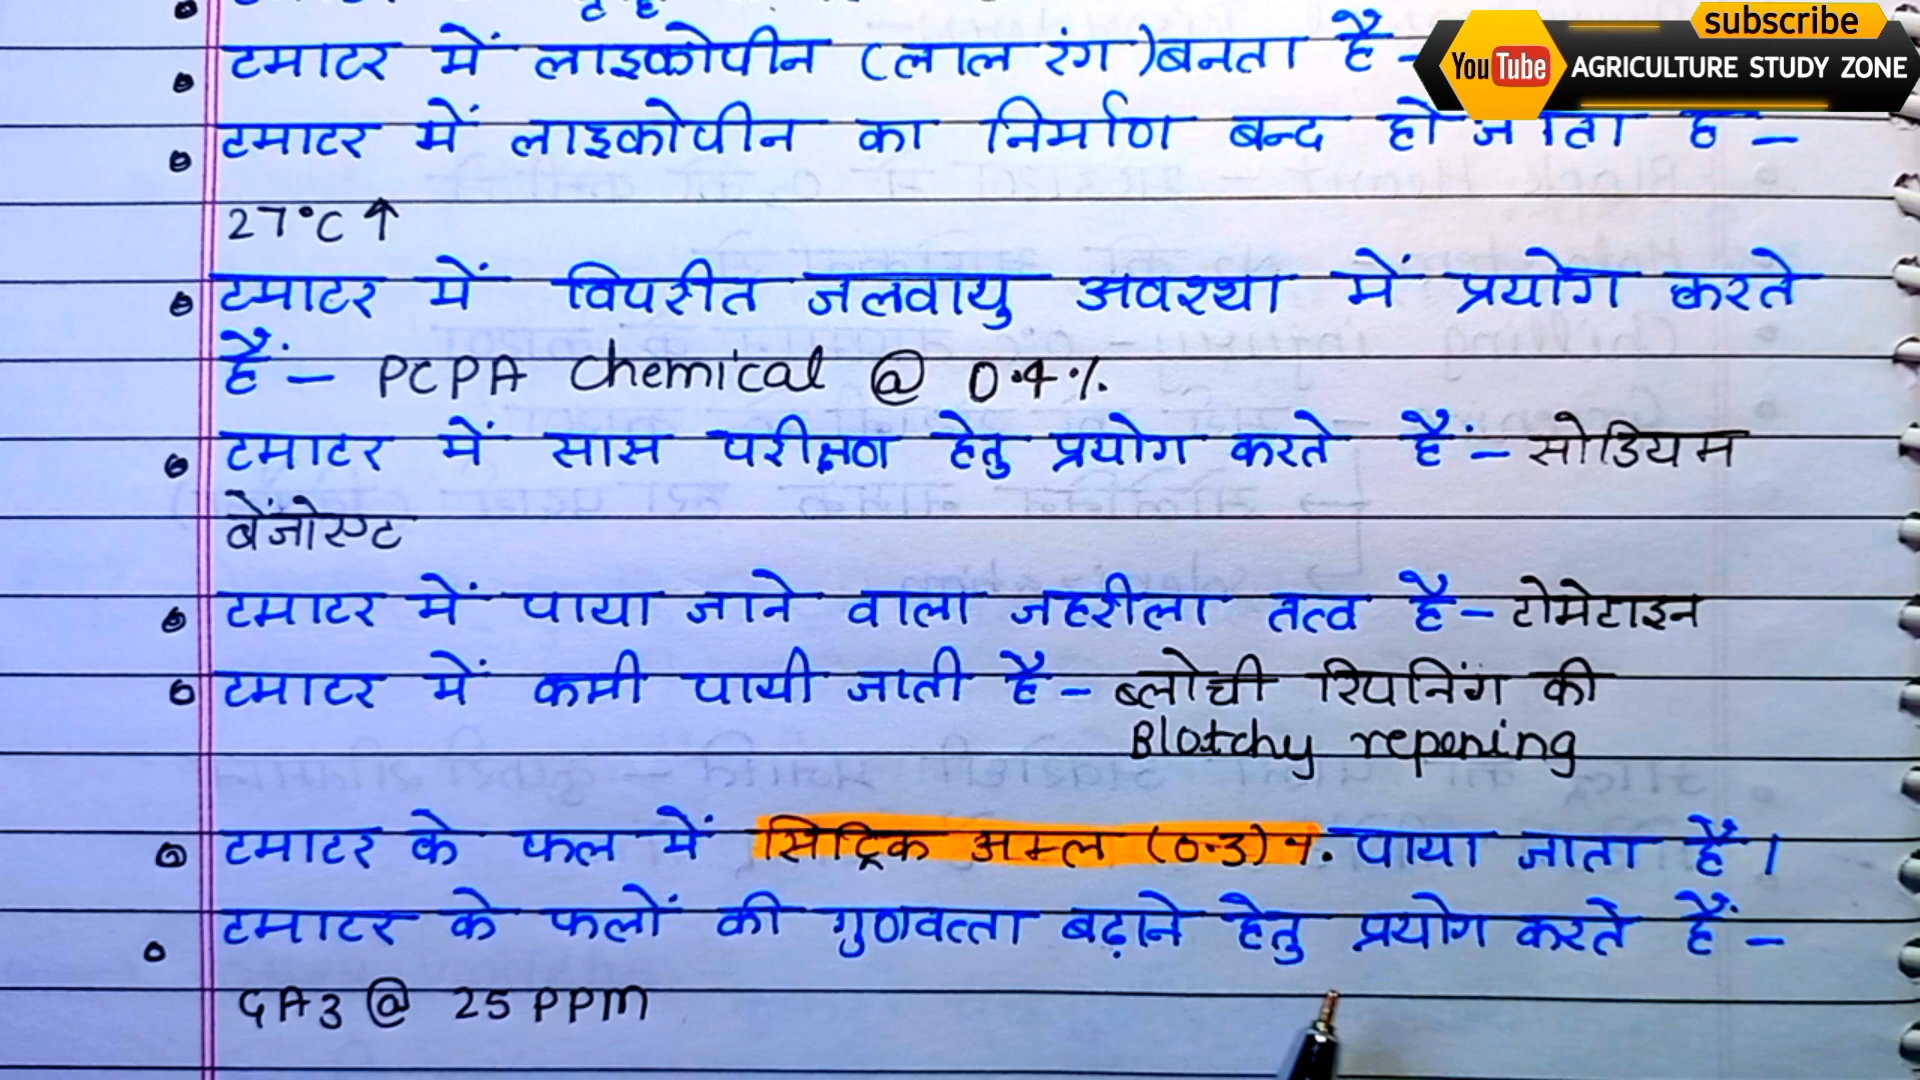 टमाटर में लाइकोपीन (लाल रंग) बनता है -
subscribe
YouTube AGRICULTURE STUDY ZONE
टमाटर में लाइकोपीन का निर्माण बन्द हो जाता है -
27°C ↑
टमाटर में विपरीत जलवायु अवस्था में प्रयोग करते
हैं - PCPA Chemical @ 0.4%
टमाटर में सास परीक्षण हेतु प्रयोग करते हैं - सोडियम
बेंजोएट
टमाटर में पाया जाने वाला जहरीला तत्व है - टोमेटाइन
टमाटर में कमी पायी जाती है - ब्लोची रिपनिंग की
Blotchy repening
टमाटर के फल में सिट्रिक अम्ल (0.3) %. पाया जाता है।
टमाटर के फलों की गुणवत्ता बढ़ाने हेतु प्रयोग करते हैं -
GA3 @ 25 PPM